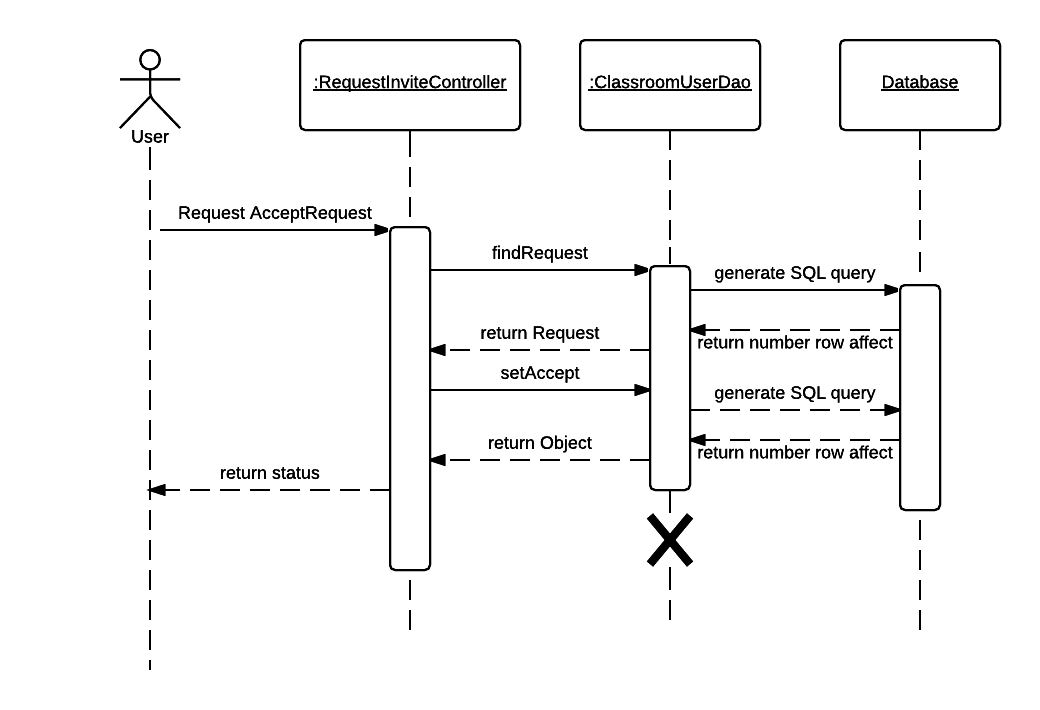 :RequestInviteController
:ClassroomUserDao
Database
User
Request AcceptRequest
findRequest
generate SQL query
return Request
return number row affect
setAccept
generate SQL query
return Object
return number row affect
return status